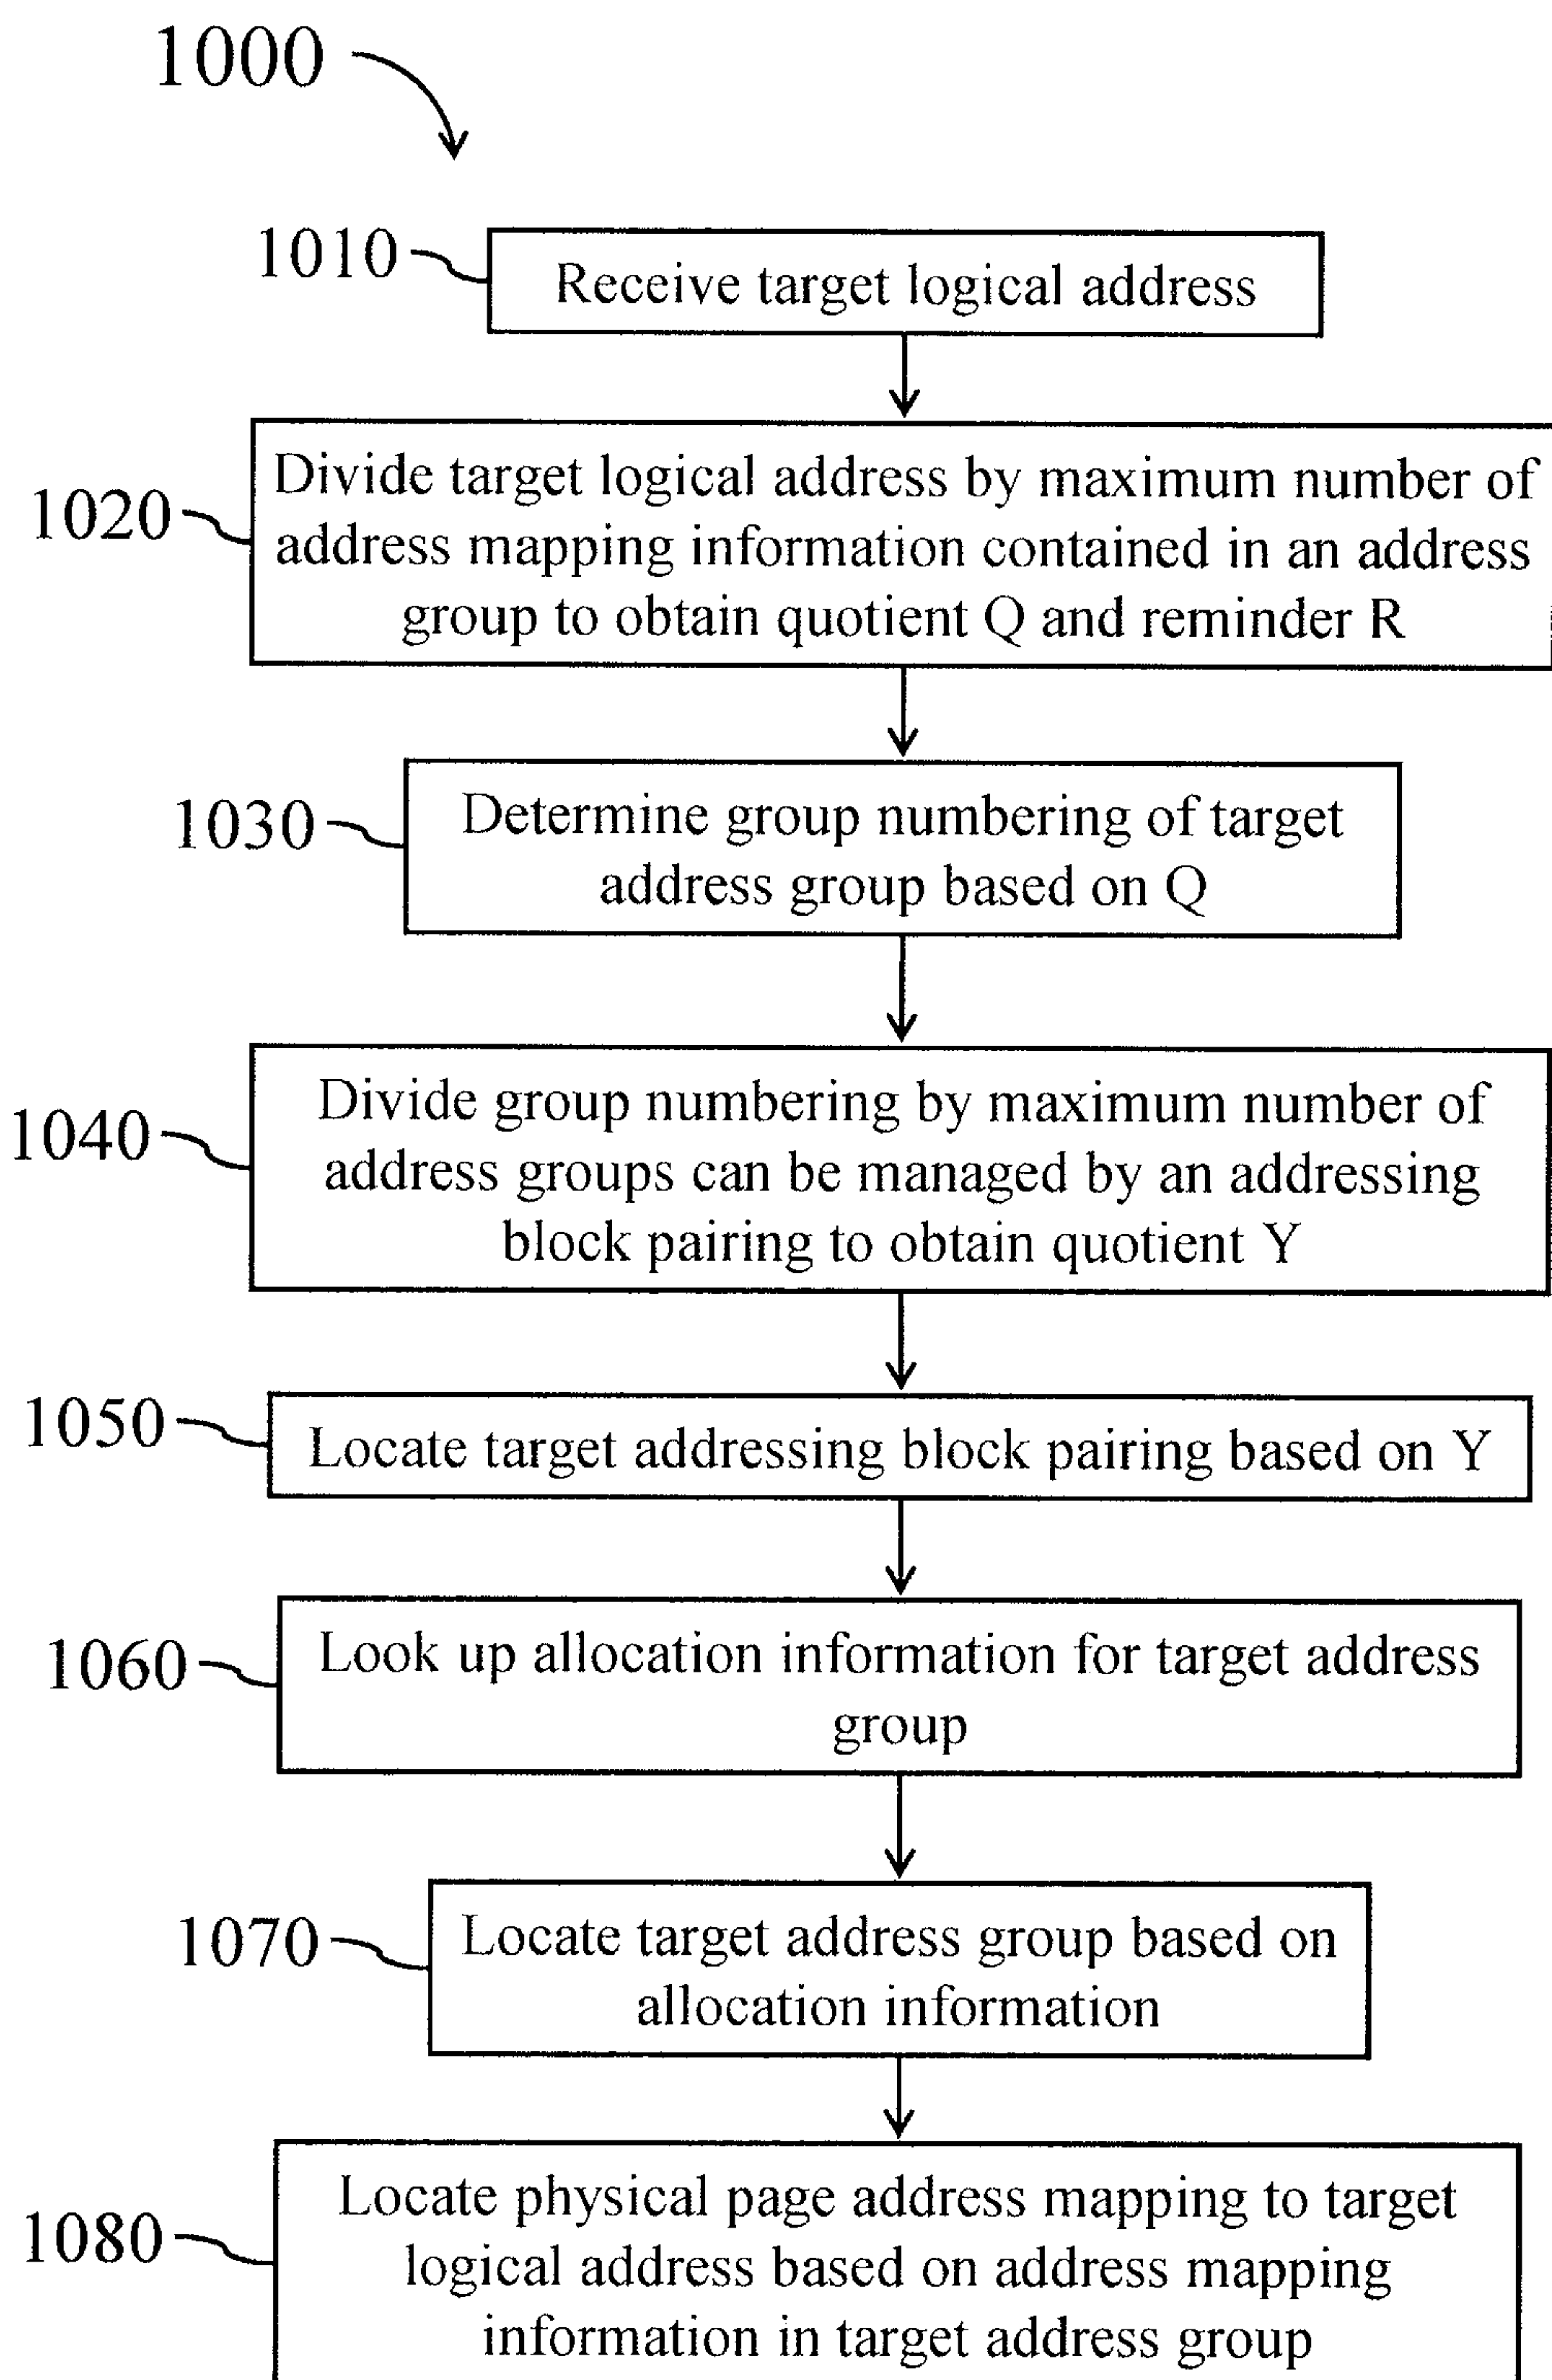 1000
1010
Receive target logical address
1020
Divide target logical address by maximum number of
address mapping information contained in an address
group to obtain quotient Q and reminder R
1030
Determine group numbering of target
address group based on Q
1040
Divide group numbering by maximum number of
address groups can be managed by an addressing
block pairing to obtain quotient Y
1050
Locate target addressing block pairing based on Y
1060
Look up allocation information for target address
group
1070
Locate target address group based on
allocation information
1080
Locate physical page address mapping to target
logical address based on address mapping
information in target address group